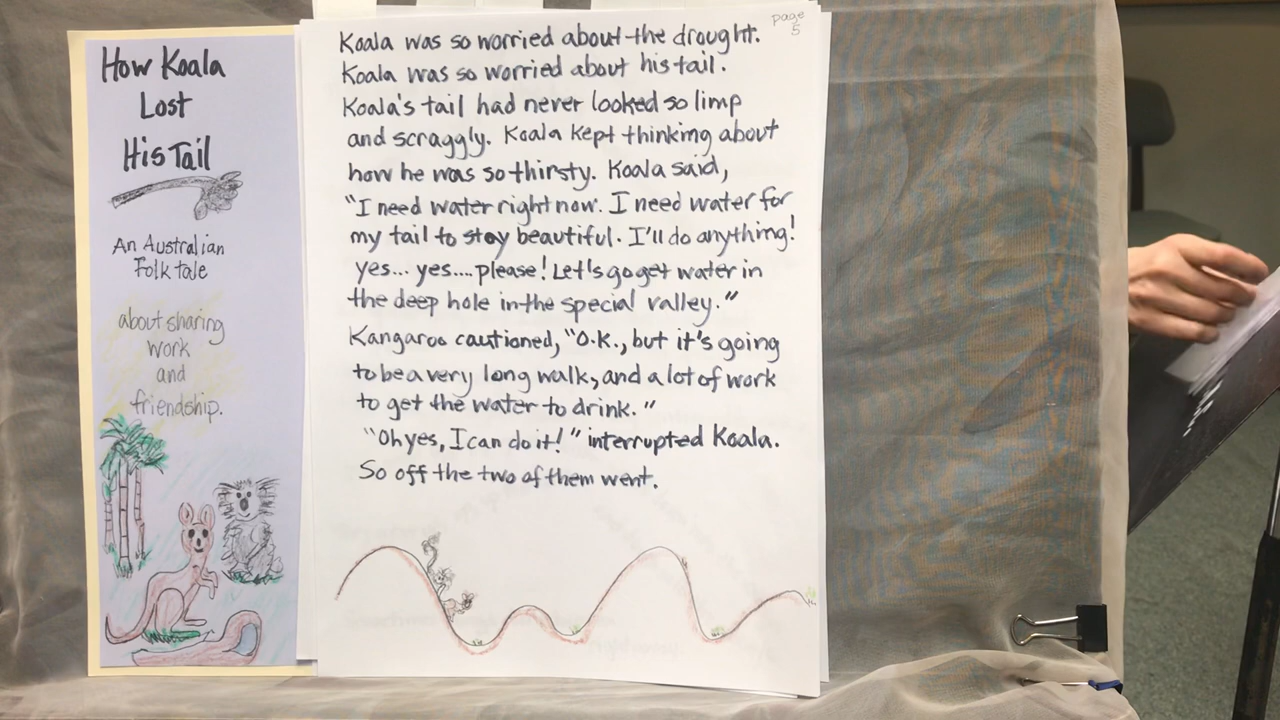 How Koala
Lost
His Tail
An Australian
Folk tale
about sharing
work
and
friendship.
page
5
Koala was so worried about the drought.
Koala was so worried about his tail.
Koala's tail had never looked so limp
and scraggly. Koala kept thinking about
how he was so thirsty. Koala said,
"I need water right now. I need water for
my tail to stay beautiful. I'll do anything!
yes... yes.... please! Let's go get water in
the deep hole in the special valley."
Kangaroo cautioned, "O.K., but it's going
to be a very long walk, and a lot of work
to get the water to drink."
"Oh yes, I can do it!" interrupted Koala.
So off the two of them went.